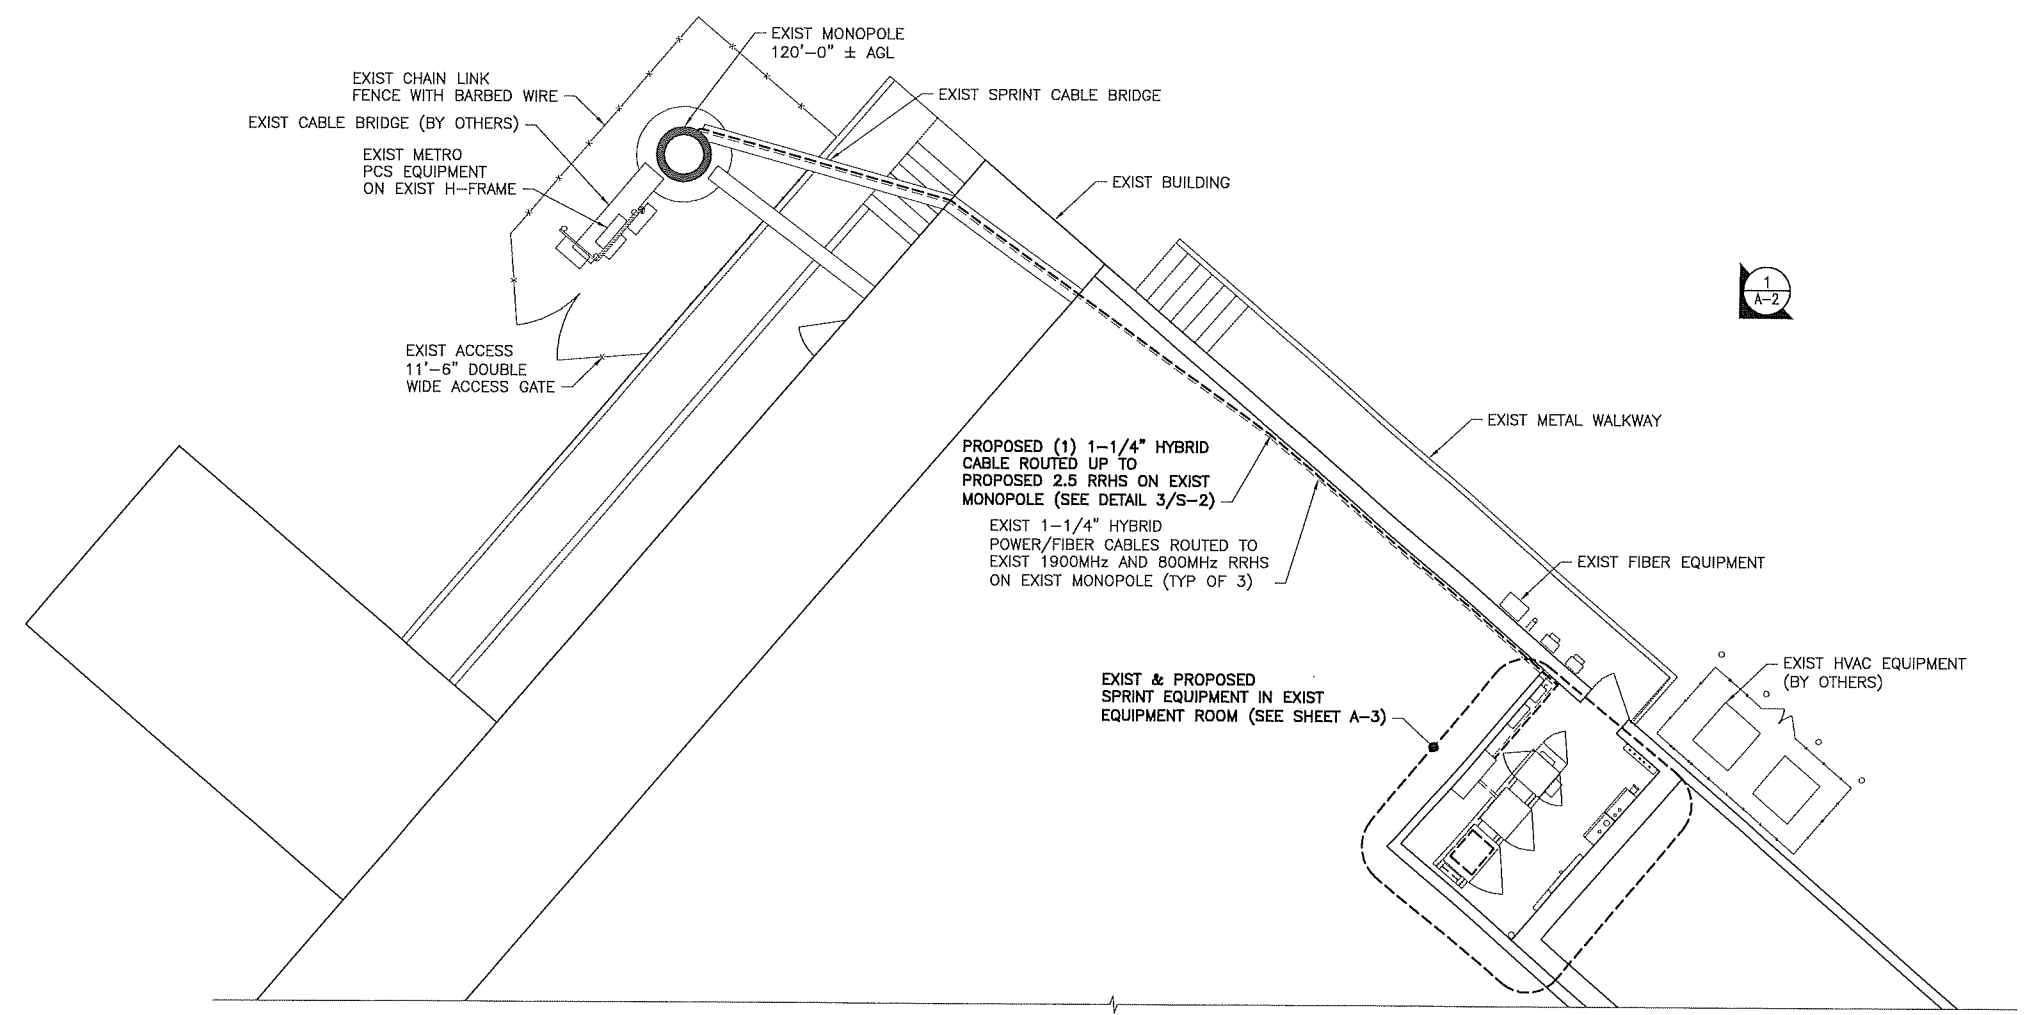 EXIST MONOPOLE
120'-0" ± AGL
EXIST CHAIN LINK
FENCE WITH BARBED WIRE
EXIST CABLE BRIDGE (BY OTHERS)
EXIST METRO
PCS EQUIPMENT
ON EXIST H-FRAME
EXIST SPRINT CABLE BRIDGE
EXIST BUILDING
1
A-2
EXIST ACCESS
11'-6" DOUBLE
WIDE ACCESS GATE
EXIST METAL WALKWAY
PROPOSED (1) 1-1/4" HYBRID
CABLE ROUTED UP TO
PROPOSED 2.5 RRHS ON EXIST
MONOPOLE (SEE DETAIL 3/S-2)
EXIST 1-1/4" HYBRID
POWER/FIBER CABLES ROUTED TO
EXIST 1900MHz AND 800MHz RRHS
ON EXIST MONOPOLE (TYP OF 3)
EXIST FIBER EQUIPMENT
EXIST HVAC EQUIPMENT
(BY OTHERS)
EXIST & PROPOSED
SPRINT EQUIPMENT IN EXIST
EQUIPMENT ROOM (SEE SHEET A-3)